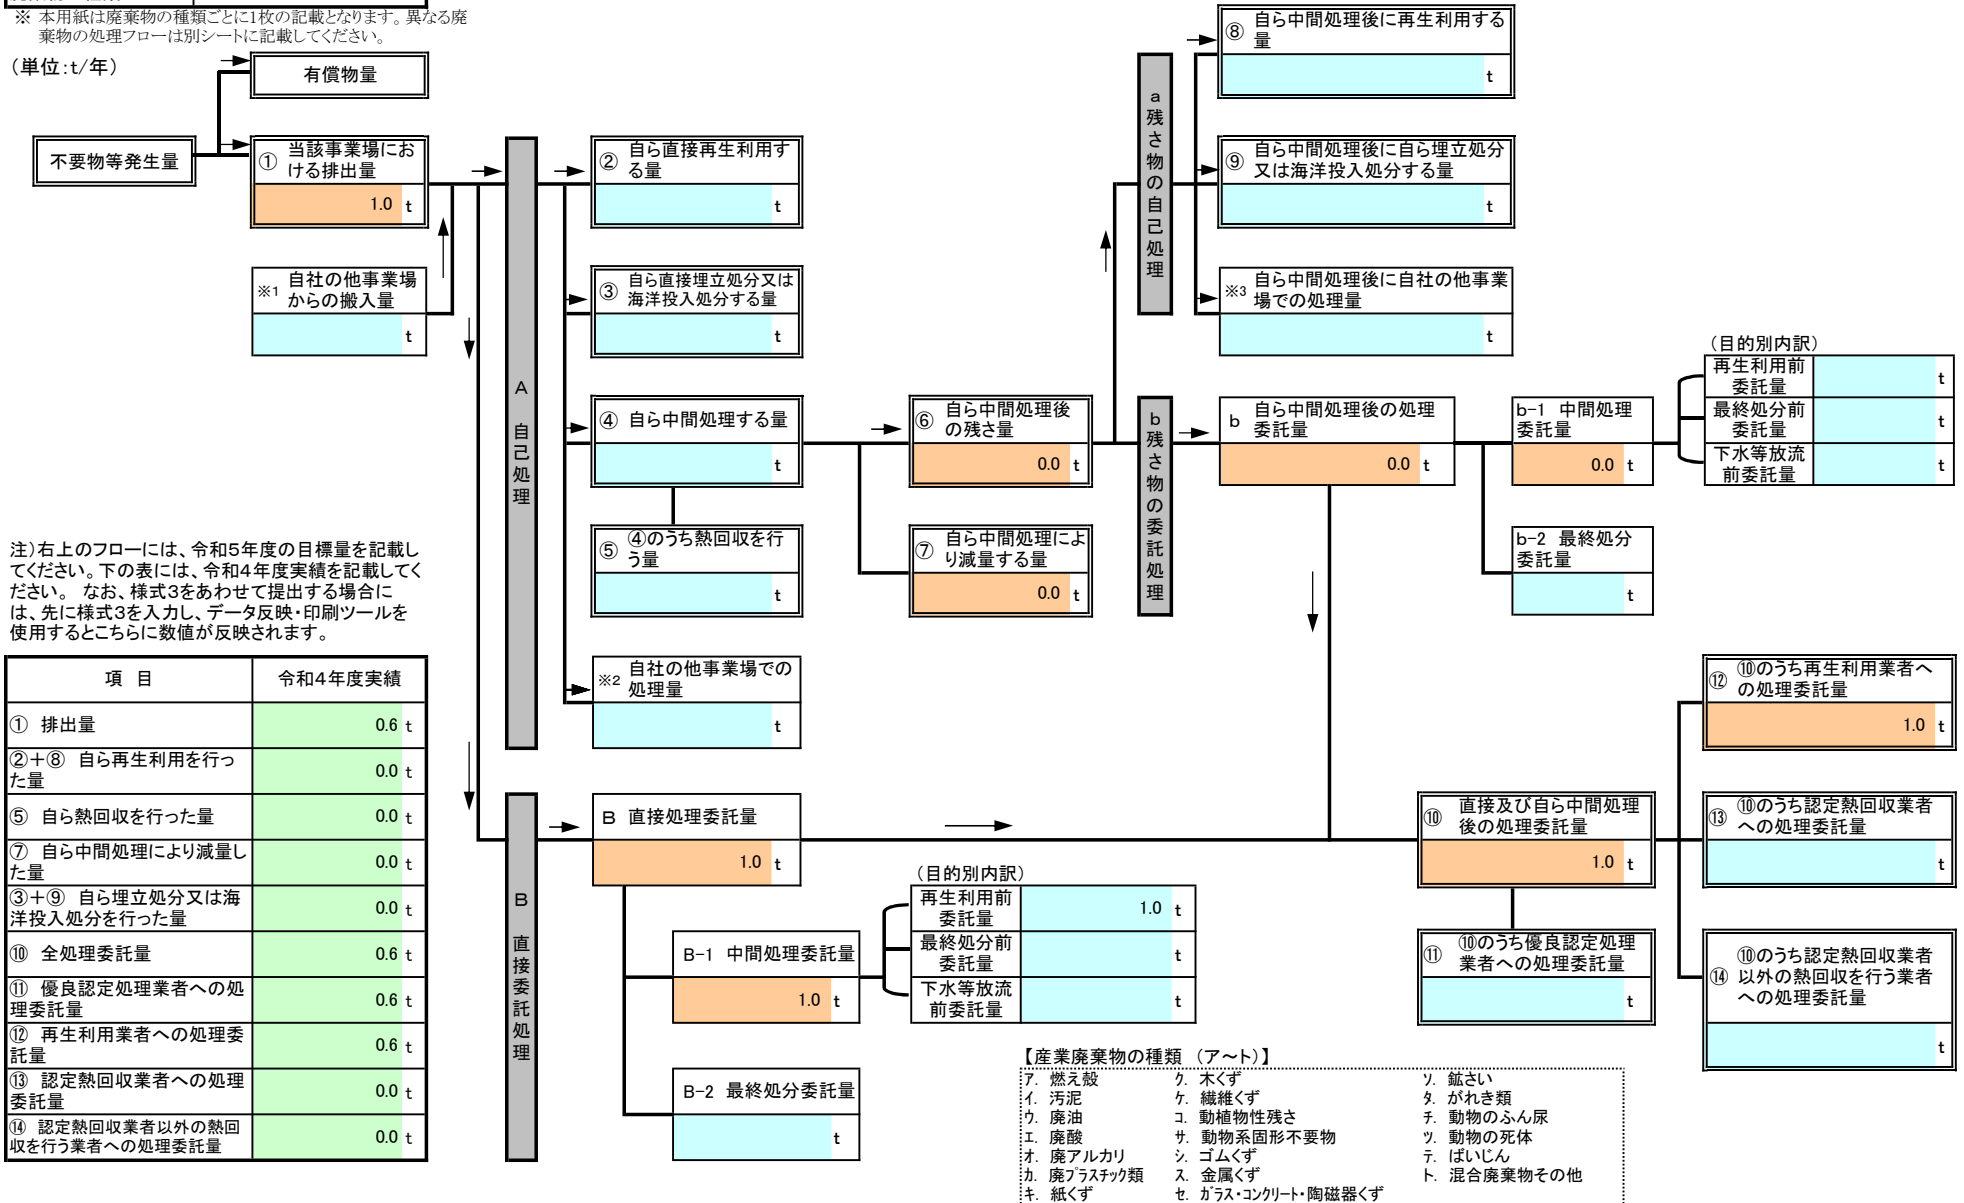 ※ 本用紙は廃棄物の種類ごとに1枚の記載となります。異なる廃
棄物の処理フローは別シートに記載してください。
(単位:t/年)
有償物量
不要物等発生量
① 当該事業場にお
ける排出量
1.0 t
※1 自社の他事業場
からの搬入量
t
A 自己処理
② 自ら直接再生利用す
る量
t
③ 自ら直接埋立処分又は
海洋投入処分する量
t
④ 自ら中間処理する量
t
⑤ ④のうち熱回収を行
う量
t
※2 自社の他事業場での
処理量
t
⑥ 自ら中間処理後
の残さ量
0.0 t
⑦ 自ら中間処理によ
り減量する量
0.0 t
a 残さ物の自己処理
⑧ 自ら中間処理後に再生利用する
量
t
⑨ 自ら中間処理後に自ら埋立処分
又は海洋投入処分する量
t
※3 自ら中間処理後に自社の他事業
場での処理量
t
b 残さ物の委託処理
b 自ら中間処理後の処理
委託量
0.0 t
b-1 中間処理
委託量
0.0 t
(目的別内訳)
再生利用前
委託量
t
最終処分前
委託量
t
下水等放流
前委託量
t
b-2 最終処分
委託量
t
注)右上のフローには、令和5年度の目標量を記載し
てください。下の表には、令和4年度実績を記載してく
ださい。 なお、様式3をあわせて提出する場合に
は、先に様式3を入力し、データ反映・印刷ツールを
使用するとこちらに数値が反映されます。
項 目 令和4年度実績
① 排出量 0.6 t
②+⑧ 自ら再生利用を行っ
た量 0.0 t
⑤ 自ら熱回収を行った量 0.0 t
⑦ 自ら中間処理により減量し
た量 0.0 t
③+⑨ 自ら埋立処分又は海
洋投入処分を行った量 0.0 t
⑩ 全処理委託量 0.6 t
⑪ 優良認定処理業者への処
理委託量 0.6 t
⑫ 再生利用業者への処理委
託量 0.6 t
⑬ 認定熱回収業者への処理
委託量 0.0 t
⑭ 認定熱回収業者以外の熱回
収を行う業者への処理委託量 0.0 t
B 直接委託処理
B 直接処理委託量
1.0 t
B-1 中間処理委託量
1.0 t
(目的別内訳)
再生利用前
委託量
1.0 t
最終処分前
委託量
t
下水等放流
前委託量
t
B-2 最終処分委託量
t
⑩ 直接及び自ら中間処理
後の処理委託量
1.0 t
⑪ ⑩のうち優良認定処理
業者への処理委託量
t
⑫ ⑩のうち再生利用業者へ
の処理委託量
1.0 t
⑬ ⑩のうち認定熱回収業者
への処理委託量
t
⑭ ⑩のうち認定熱回収業者
以外の熱回収を行う業者
への処理委託量
t
【産業廃棄物の種類 (ア~ト)】
ア. 燃え殻 ク. 木くず ソ. 鉱さい
イ. 汚泥 ケ. 繊維くず タ. がれき類
ウ. 廃油 コ. 動植物性残さ チ. 動物のふん尿
エ. 廃酸 サ. 動物系固形不要物 ツ. 動物の死体
オ. 廃アルカリ シ. ゴムくず テ. ばいじん
カ. 廃プラスチック類 ス. 金属くず ト. 混合廃棄物その他
キ. 紙くず セ. ガラス・コンクリート・陶磁器くず